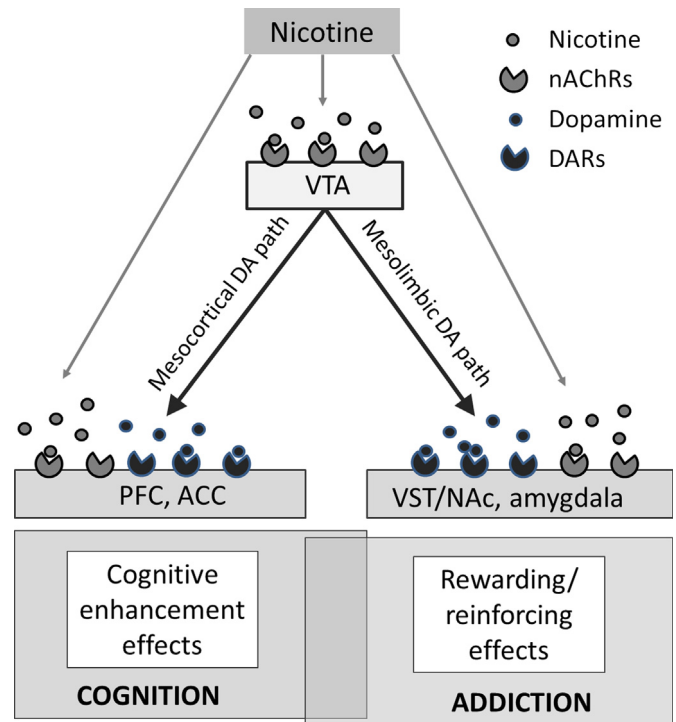 Nicotine
Nicotine
nAChRs
Dopamine
DARs
VTA
Mesocortical DA path
Mesolimbic DA path
PFC, ACC
VST/NAc, amygdala
Cognitive
enhancement
effects
COGNITION
Rewarding/
reinforcing
effects
ADDICTION